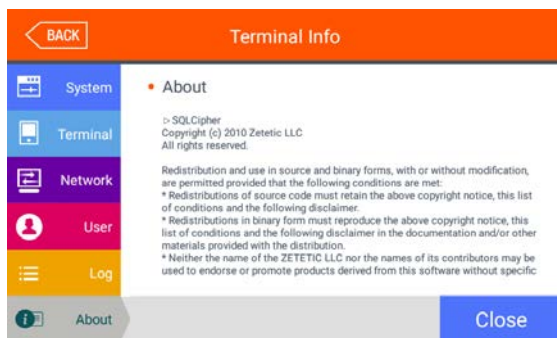 BACK
Terminal Info
System
Terminal
Network
User
Log
About
• About
▷ SQLCipher
Copyright (c) 2010 Zetetic LLC
All rights reserved.
Redistribution and use in source and binary forms, with or without modification,
are permitted provided that the following conditions are met:
* Redistributions of source code must retain the above copyright notice, this list
of conditions and the following disclaimer.
* Redistributions in binary form must reproduce the above copyright notice, this
list of conditions and the following disclaimer in the documentation and/or other
materials provided with the distribution.
* Neither the name of the ZETETIC LLC nor the names of its contributors may be
used to endorse or promote products derived from this software without specific
Close